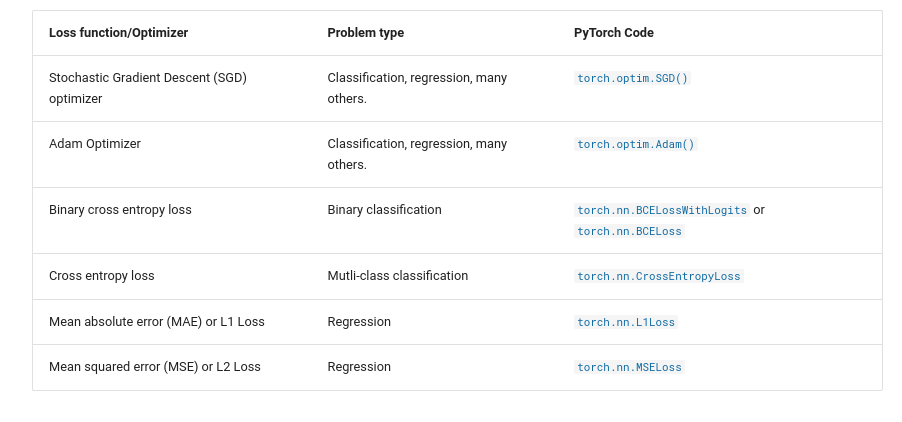 Loss function/Optimizer Problem type PyTorch Code
Stochastic Gradient Descent (SGD) Classification, regression, many torch.optim.SGD()
optimizer others.
Adam Optimizer Classification, regression, many torch.optim.Adam()
others.
Binary cross entropy loss Binary classification torch.nn.BCELossWithLogits or
torch.nn.BCELoss
Cross entropy loss Mutli-class classification torch.nn.CrossEntropyLoss
Mean absolute error (MAE) or L1 Loss Regression torch.nn.L1Loss
Mean squared error (MSE) or L2 Loss Regression torch.nn.MSELoss